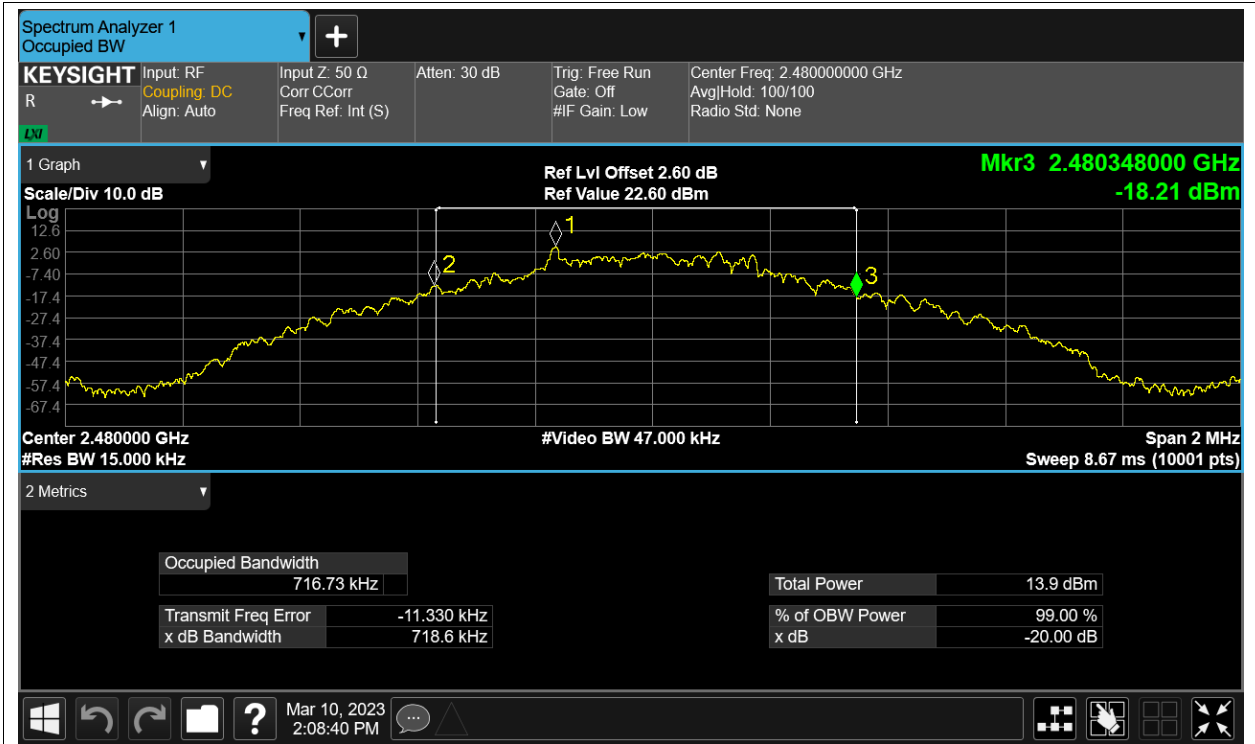 Spectrum Analyzer 1
Occupied BW
+
KEYSIGHT Input: RF Input Z: 50 Ω Atten: 30 dB Trig: Free Run Center Freq: 2.480000000 GHz
R Coupling: DC Corr CCorr Gate: Off Avg|Hold: 100/100
Align: Auto Freq Ref: Int (S) #IF Gain: Low Radio Std: None
LXI
1 Graph Ref Lvl Offset 2.60 dB Mkr3 2.480348000 GHz
Scale/Div 10.0 dB Ref Value 22.60 dBm -18.21 dBm
Log
12.6
2.60
-7.40
-17.4
-27.4
-37.4
-47.4
-57.4
-67.4
1
2
3
Center 2.480000 GHz #Video BW 47.000 kHz Span 2 MHz
#Res BW 15.000 kHz Sweep 8.67 ms (10001 pts)
2 Metrics
Occupied Bandwidth
716.73 kHz Total Power 13.9 dBm
Transmit Freq Error -11.330 kHz % of OBW Power 99.00 %
x dB Bandwidth 718.6 kHz x dB -20.00 dB
? Mar 10, 2023
2:08:40 PM